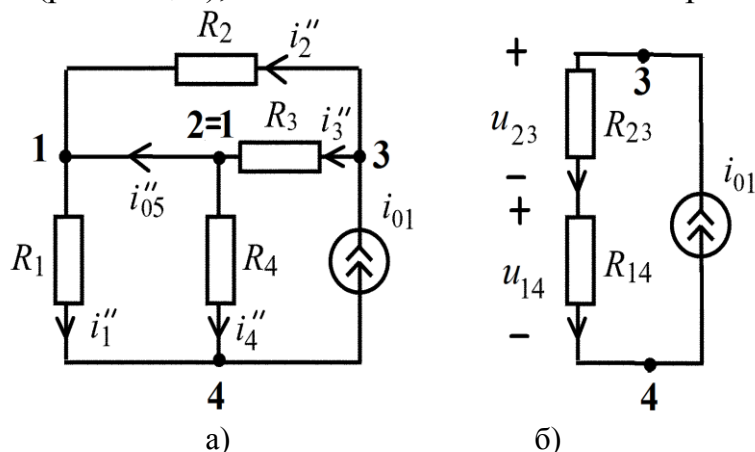 R₂ i₂″
+
2=1 R₃ i₃″ 3
1 3 u₂₃ R₂₃
i₀₅″ − i₀₁
i₀₁ +
R₁ R₄ u₁₄ R₁₄
i₁″ i₄″ −
4 4
а) б)